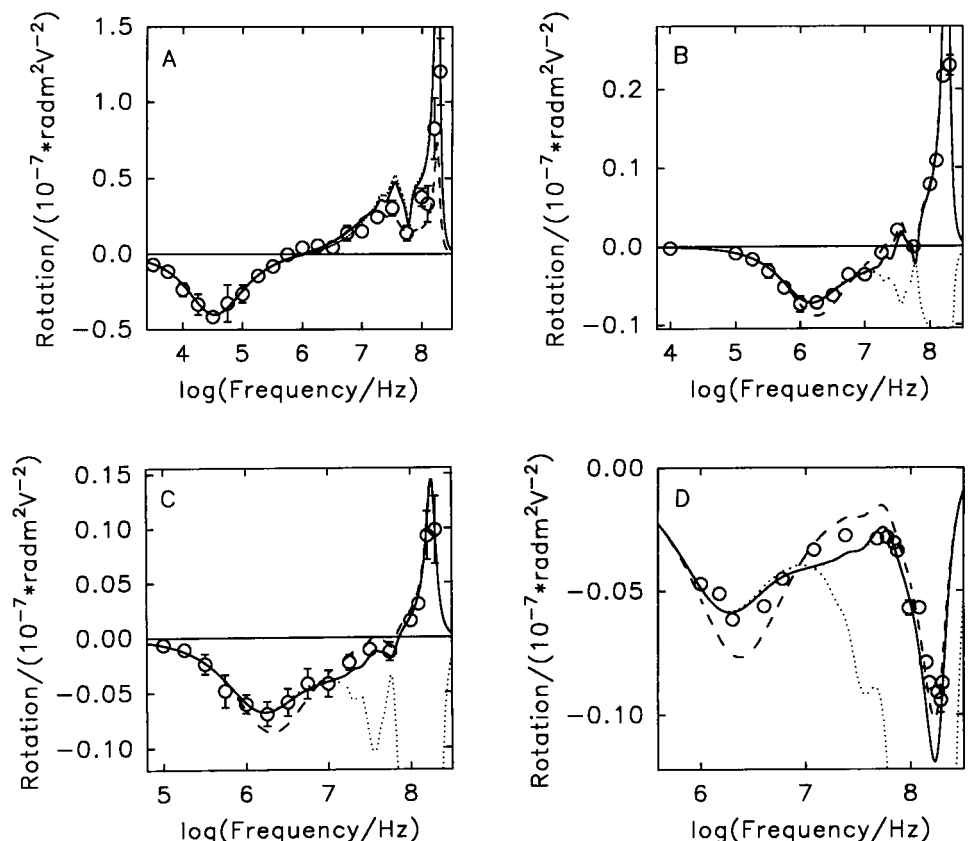 A
Rotation/(10⁻⁷*radm²V⁻²)
1.5
1.0
0.5
0.0
−0.5
4 5 6 7 8
log(Frequency/Hz)
B
Rotation/(10⁻⁷*radm²V⁻²)
0.2
0.1
−0.0
−0.1
4 5 6 7 8
log(Frequency/Hz)
C
Rotation/(10⁻⁷*radm²V⁻²)
0.15
0.10
0.05
0.00
−0.05
−0.10
5 6 7 8
log(Frequency/Hz)
D
Rotation/(10⁻⁷*radm²V⁻²)
0.00
−0.05
−0.10
6 7 8
log(Frequency/Hz)